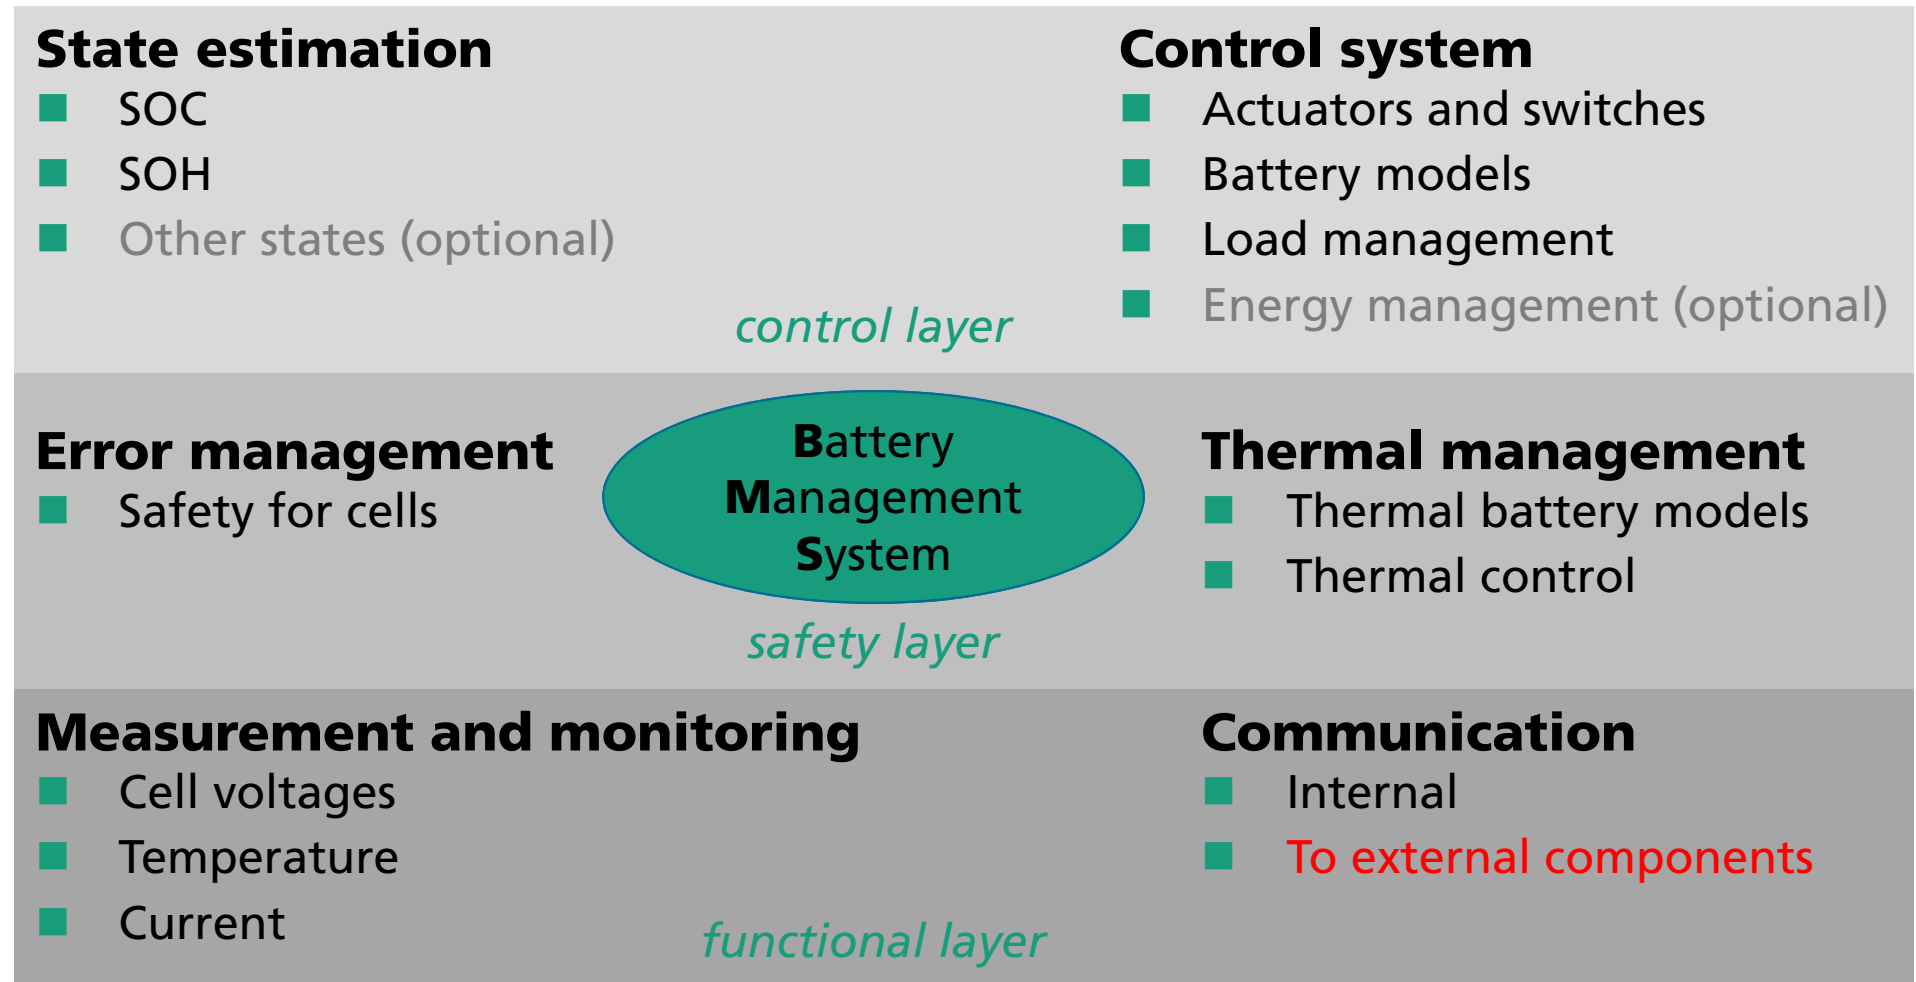 State estimation
SOC
SOH
Other states (optional)
Control system
Actuators and switches
Battery models
Load management
Energy management (optional)
control layer
Error management
Safety for cells
Battery
Management
System
Thermal management
Thermal battery models
Thermal control
safety layer
Measurement and monitoring
Cell voltages
Temperature
Current
Communication
Internal
To external components
functional layer